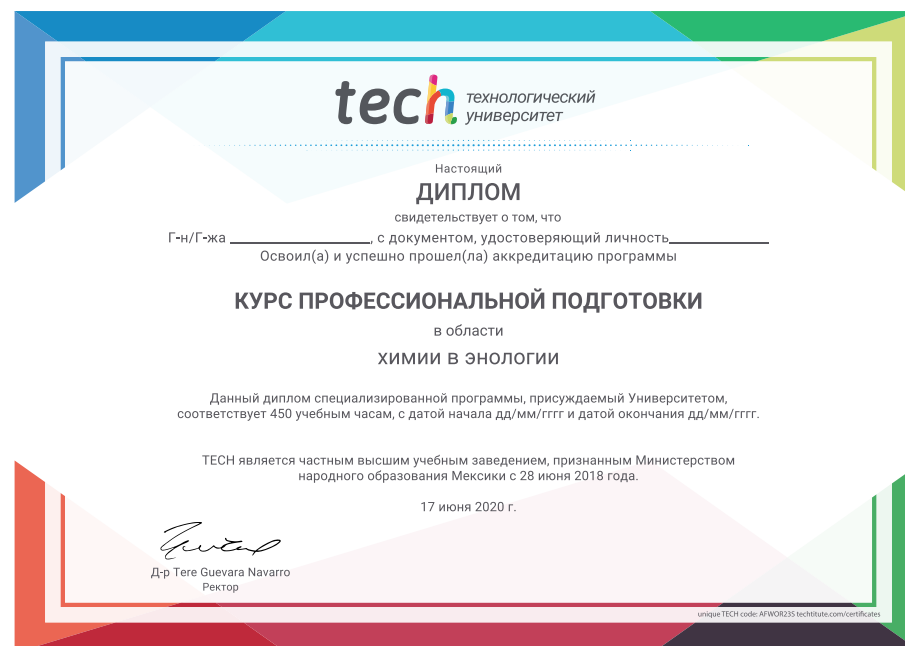 tech технологический
университет
Настоящий
ДИПЛОМ
свидетельствует о том, что
Г-н/Г-жа ____________________, с документом, удостоверяющий личность______________
Освоил(а) и успешно прошел(ла) аккредитацию программы
КУРС ПРОФЕССИОНАЛЬНОЙ ПОДГОТОВКИ
в области
ХИМИИ В ЭНОЛОГИИ
Данный диплом специализированной программы, присуждаемый Университетом,
соответствует 450 учебным часам, с датой начала дд/мм/гггг и датой окончания дд/мм/гггг.
TECH является частным высшим учебным заведением, признанным Министерством
народного образования Мексики с 28 июня 2018 года.
17 июня 2020 г.
Д-р Tere Guevara Navarro
Ректор
unique TECH code: AFWOR23S techtitute.com/certificates